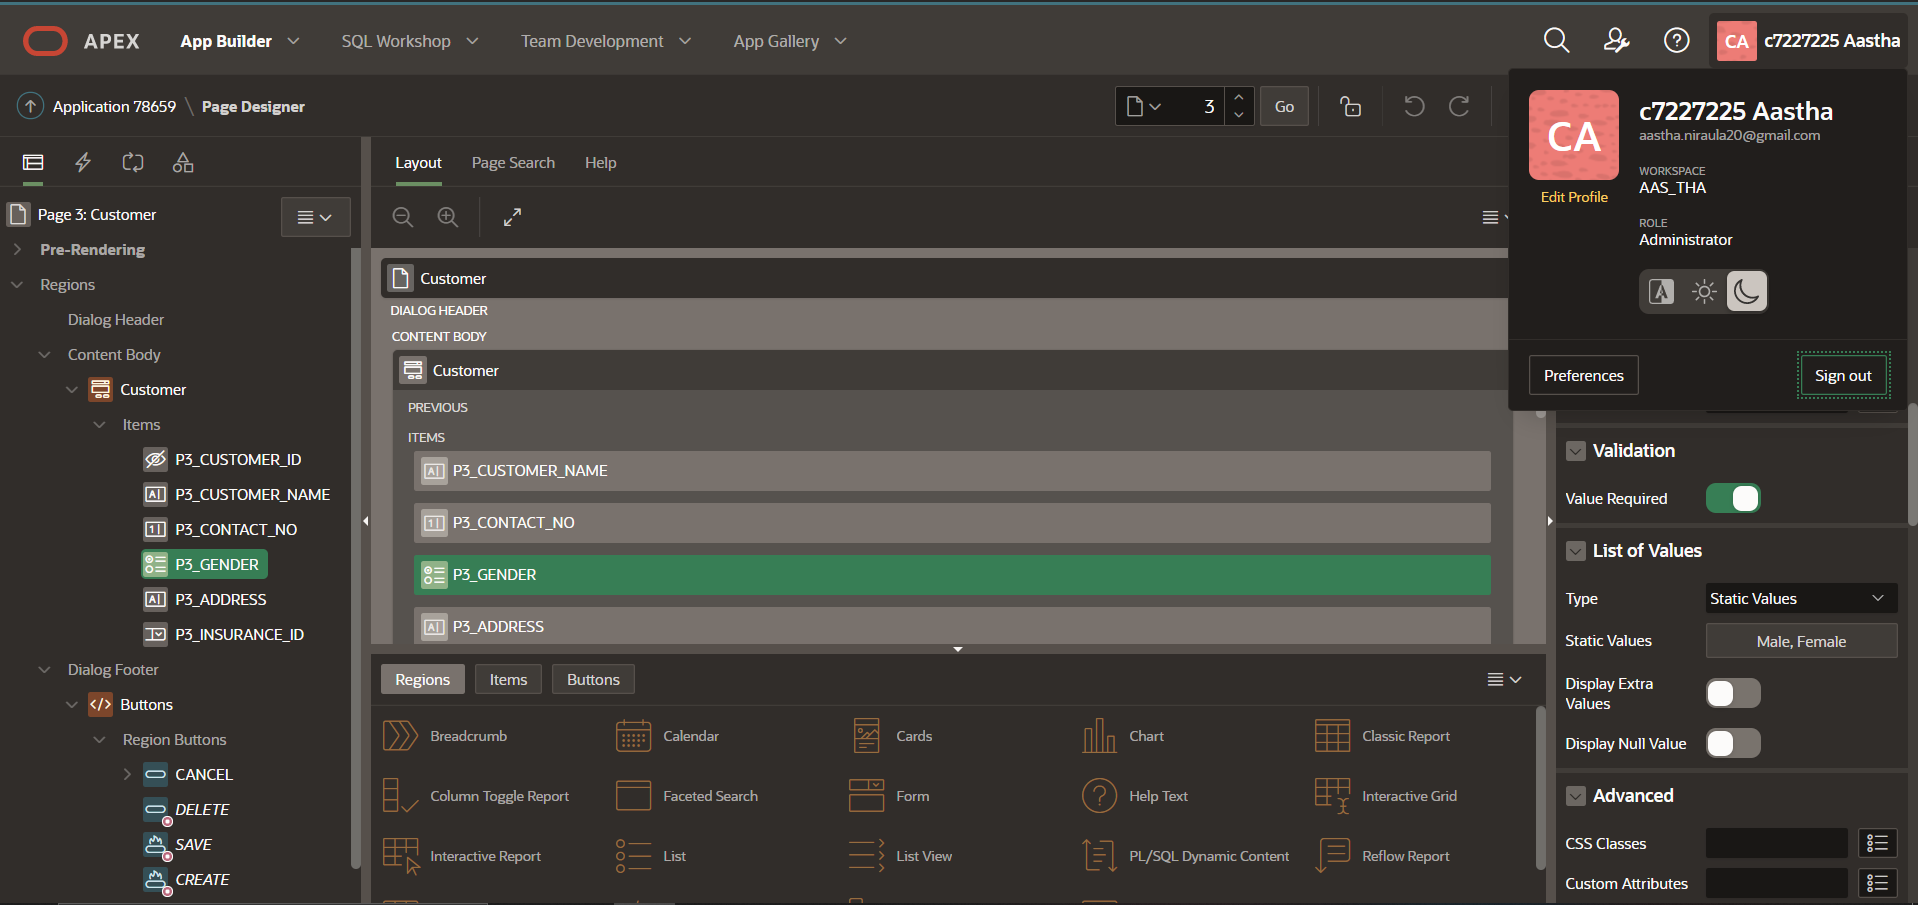 APEX App Builder SQL Workshop Team Development App Gallery CA c7227225 Aastha
Application 78659 \ Page Designer 3 Go
Layout Page Search Help
Page 3: Customer
Pre-Rendering
Regions
Dialog Header
Content Body
Customer
Items
P3_CUSTOMER_ID
P3_CUSTOMER_NAME
P3_CONTACT_NO
P3_GENDER
P3_ADDRESS
P3_INSURANCE_ID
Dialog Footer
Buttons
Region Buttons
CANCEL
DELETE
SAVE
CREATE
Customer
DIALOG HEADER
CONTENT BODY
Customer
PREVIOUS
ITEMS
P3_CUSTOMER_NAME
P3_CONTACT_NO
P3_GENDER
P3_ADDRESS
Regions Items Buttons
Breadcrumb Calendar Cards Chart Classic Report
Column Toggle Report Faceted Search Form Help Text Interactive Grid
Interactive Report List List View PL/SQL Dynamic Content Reflow Report
CA
c7227225 Aastha
aastha.niraula20@gmail.com
Edit Profile
WORKSPACE
AAS_THA
ROLE
Administrator
Preferences Sign out
Validation
Value Required
List of Values
Type Static Values
Static Values Male, Female
Display Extra
Values
Display Null Value
Advanced
CSS Classes
Custom Attributes